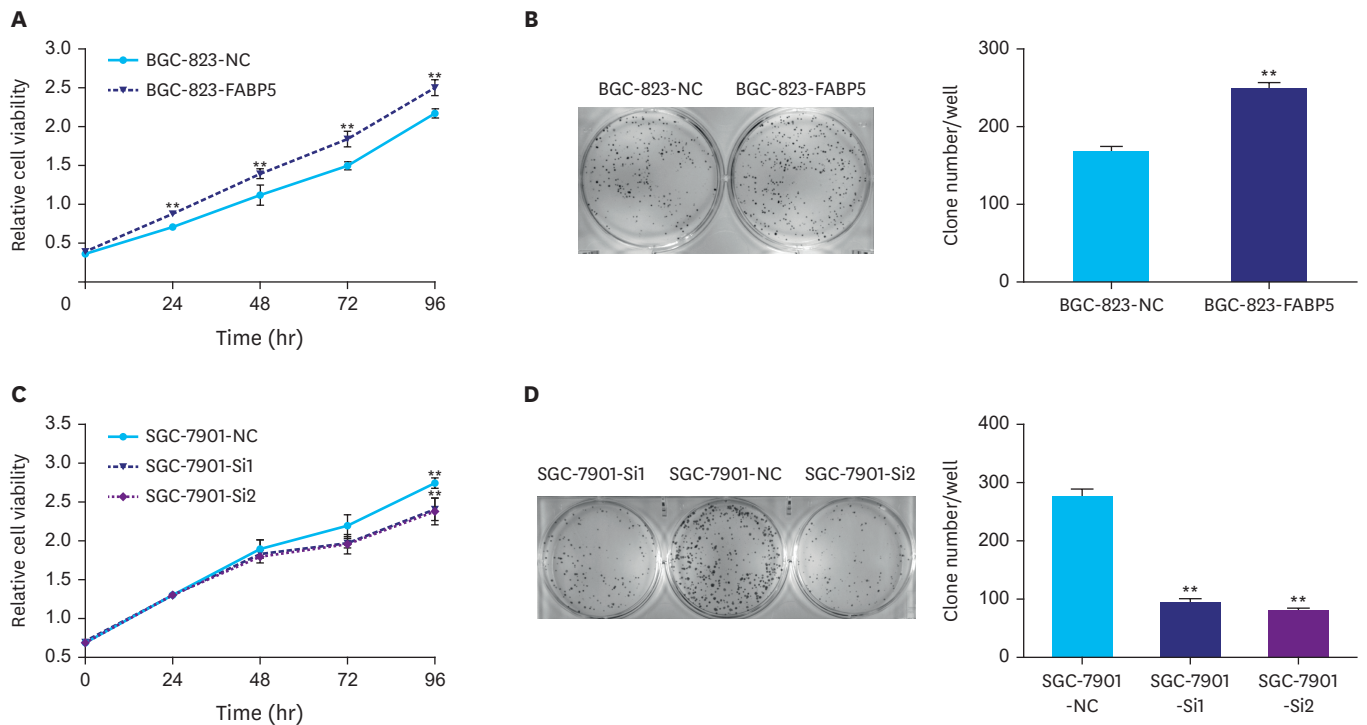 A
3.0
2.5
2.0
1.5
1.0
0.5
0
24
48
72
96
Relative cell viability
Time (hr)
BGC-823-NC
BGC-823-FABP5
**
**
**
**
B
BGC-823-NC BGC-823-FABP5
300
200
100
0
Clone number/well
**
BGC-823-NC BGC-823-FABP5
C
3.5
3.0
2.5
2.0
1.5
1.0
0.5
0
24
48
72
96
Relative cell viability
Time (hr)
SGC-7901-NC
SGC-7901-Si1
SGC-7901-Si2
**
**
D
SGC-7901-Si1 SGC-7901-NC SGC-7901-Si2
400
300
200
100
0
Clone number/well
**
**
SGC-7901 SGC-7901 SGC-7901
-NC -Si1 -Si2